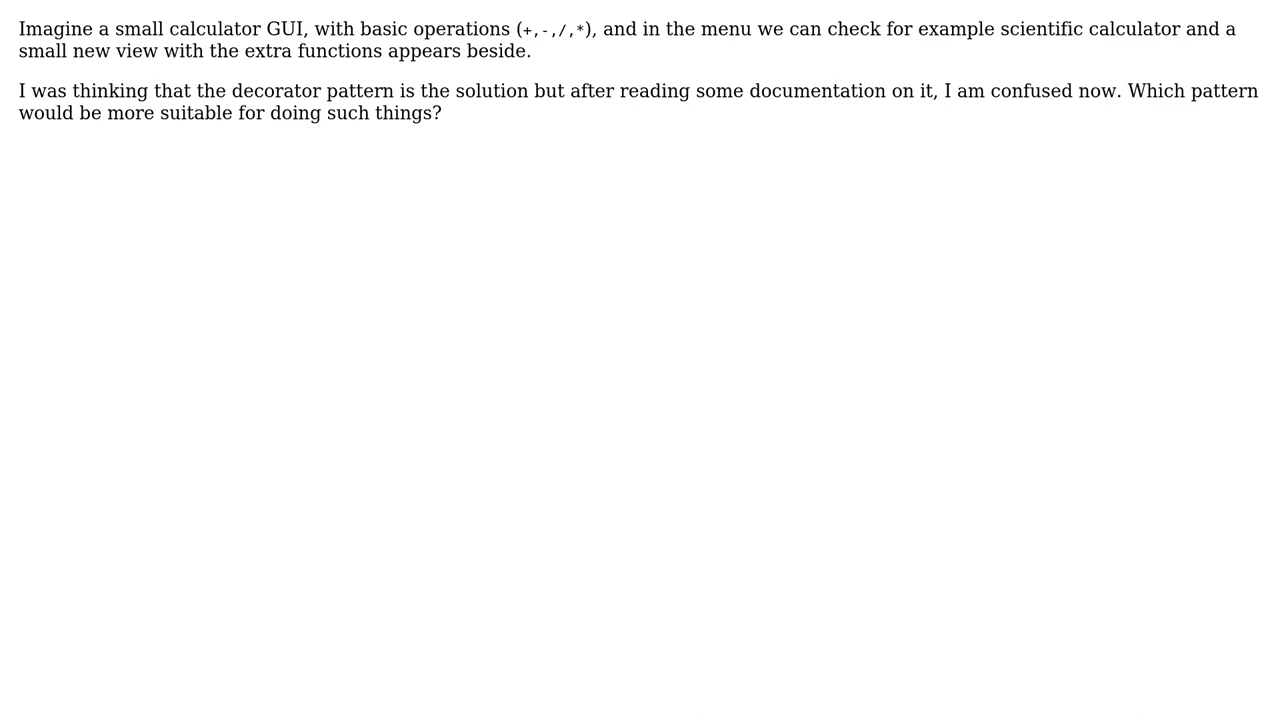 Imagine a small calculator GUI, with basic operations (+,-,/,*), and in the menu we can check for example scientific calculator and a
small new view with the extra functions appears beside.
I was thinking that the decorator pattern is the solution but after reading some documentation on it, I am confused now. Which pattern
would be more suitable for doing such things?